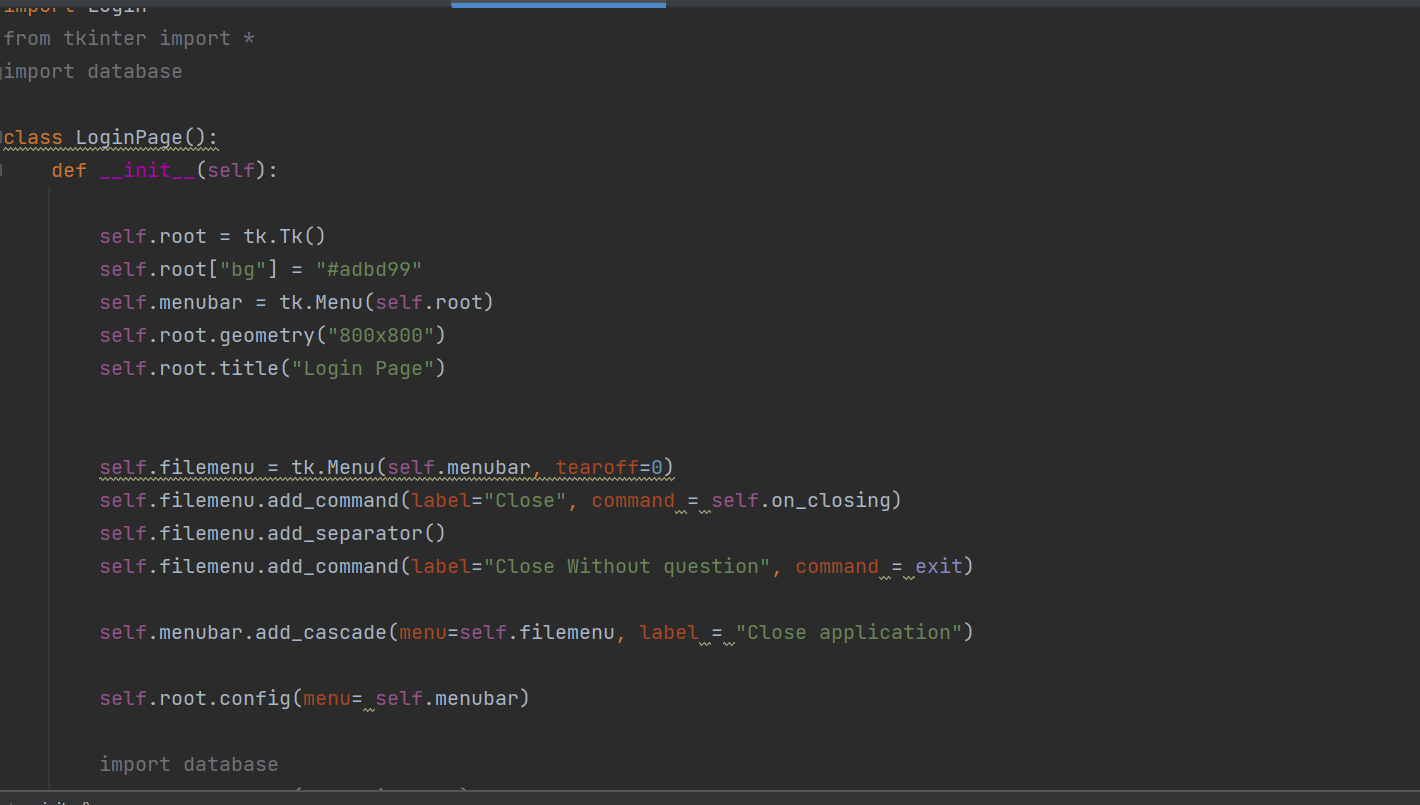 import Login
from tkinter import *
import database
class LoginPage():
def __init__(self):
self.root = tk.Tk()
self.root["bg"] = "#adbd99"
self.menubar = tk.Menu(self.root)
self.root.geometry("800x800")
self.root.title("Login Page")
self.filemenu = tk.Menu(self.menubar, tearoff=0)
self.filemenu.add_command(label="Close", command = self.on_closing)
self.filemenu.add_separator()
self.filemenu.add_command(label="Close Without question", command = exit)
self.menubar.add_cascade(menu=self.filemenu, label = "Close application")
self.root.config(menu= self.menubar)
import database